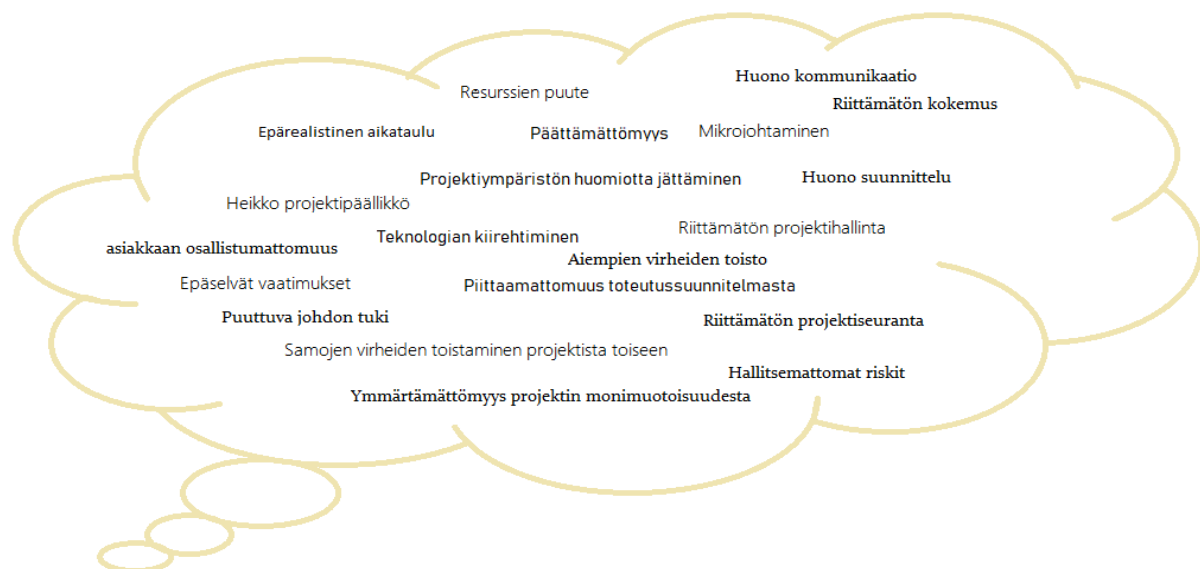 Huono kommunikaatio
Resurssien puute
Riittämätön kokemus
Epärealistinen aikataulu
Päättämättömyys
Mikrojohtaminen
Projektiympäristön huomiotta jättäminen
Huono suunnittelu
Heikko projektipäällikkö
Riittämätön projektihallinta
Teknologian kiirehtiminen
asiakkaan osallistumattomuus
Aiempien virheiden toisto
Epäselvät vaatimukset
Piittaamattomuus toteutussuunnitelmasta
Puuttuva johdon tuki
Riittämätön projektiseuranta
Samojen virheiden toistaminen projektista toiseen
Hallitsemattomat riskit
Ymmärtämättömyys projektin monimuotoisuudesta